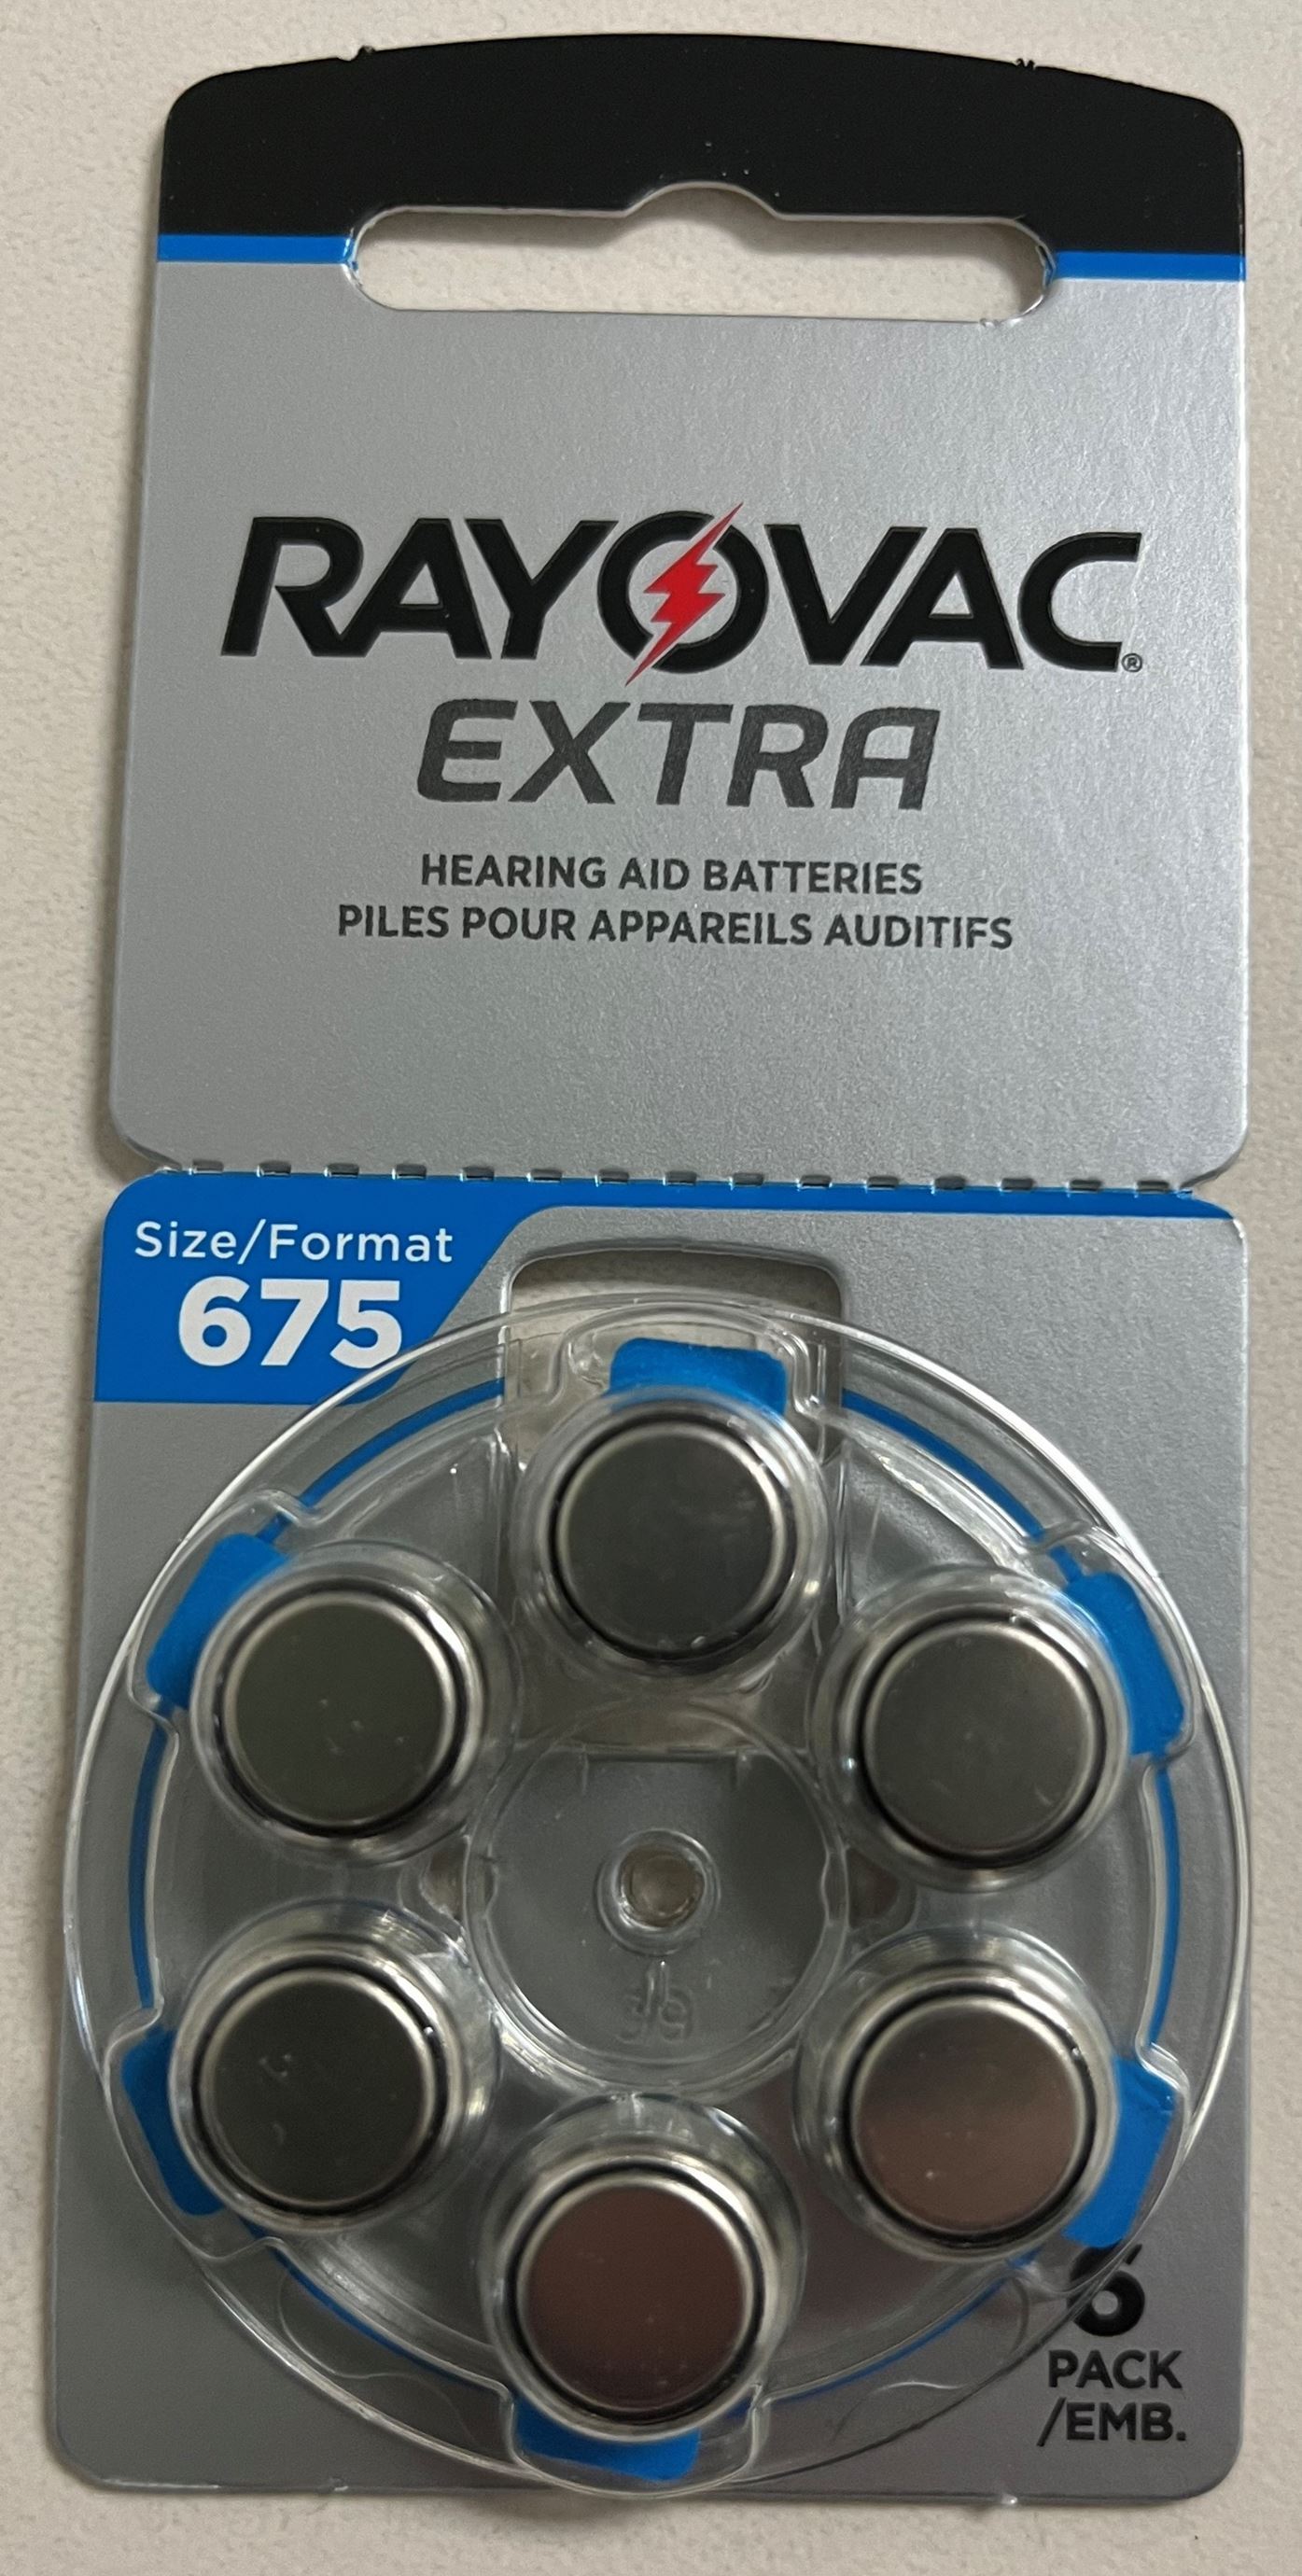 RAYOVAC®
EXTRA
HEARING AID BATTERIES
PILES POUR APPAREILS AUDITIFS
Size/Format
675
6
PACK
/EMB.